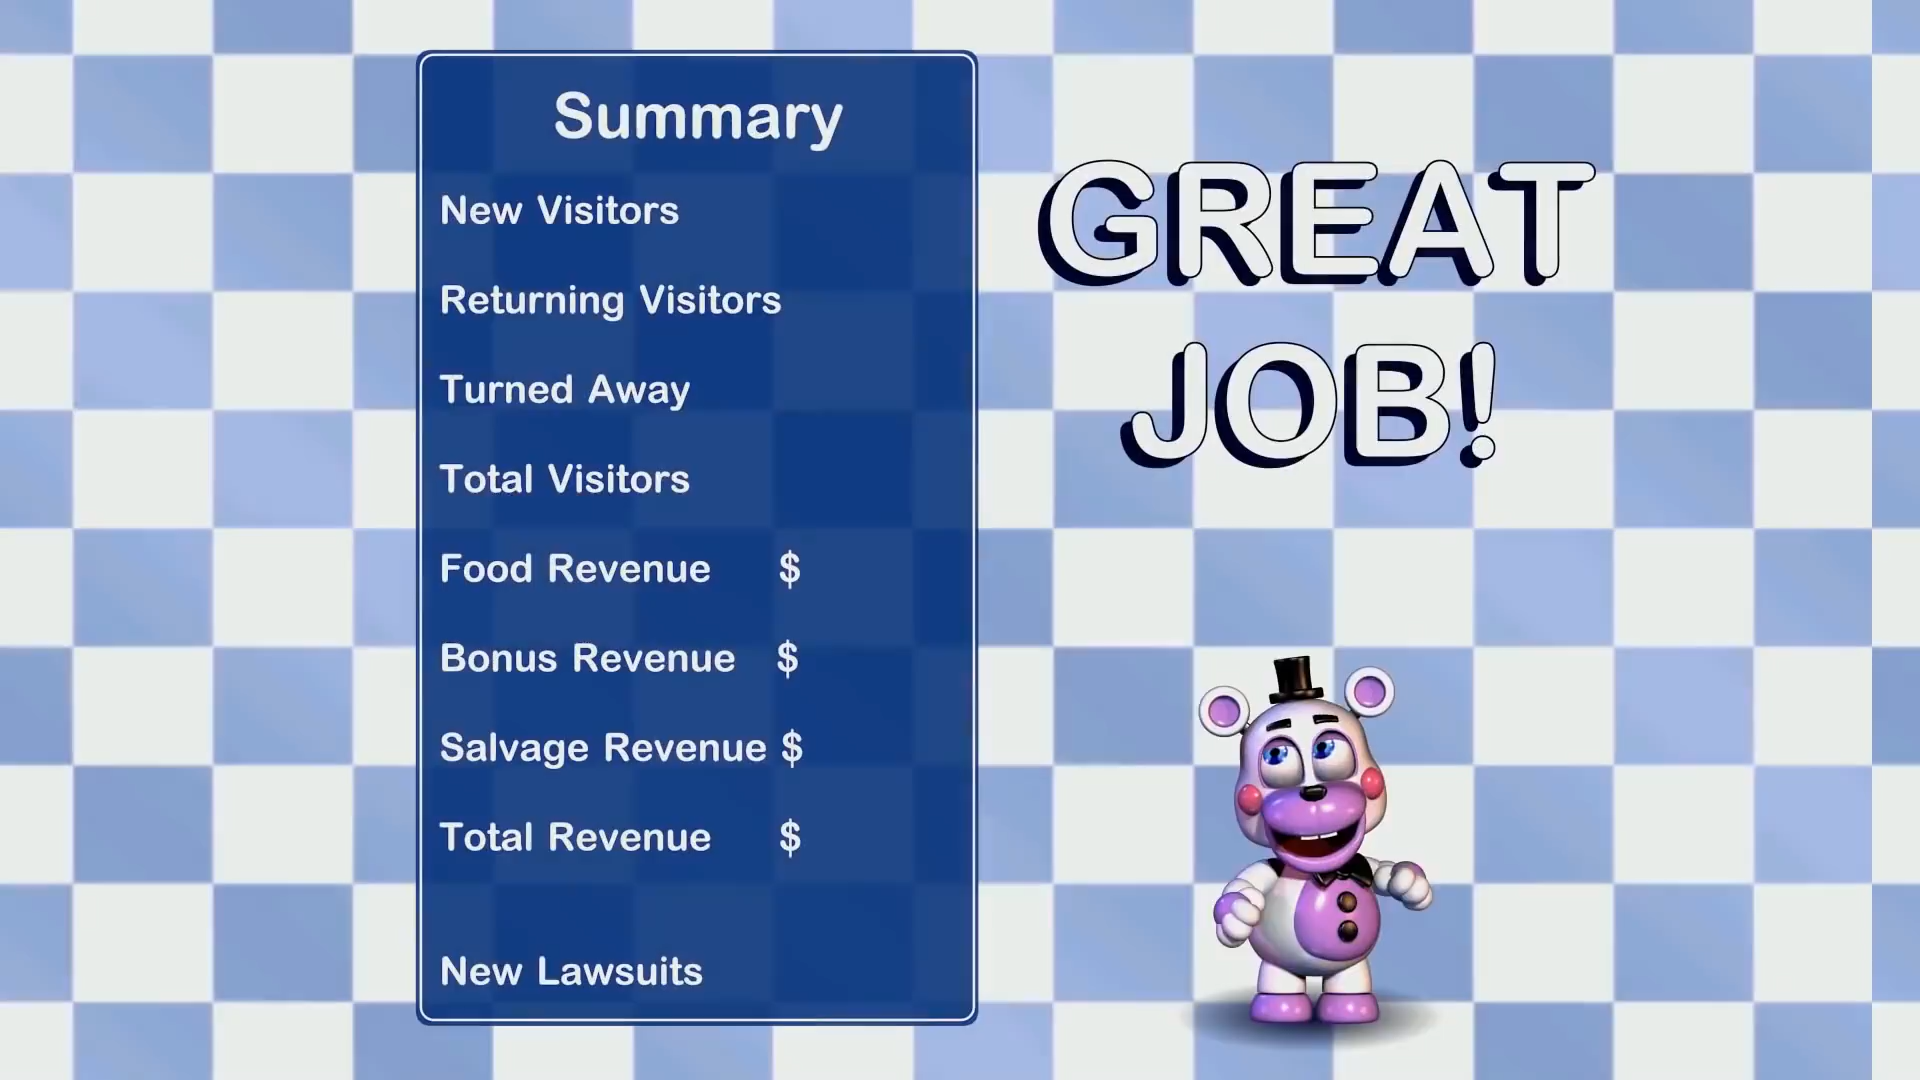 Summary
New Visitors
Returning Visitors
Turned Away
Total Visitors
Food Revenue $
Bonus Revenue $
Salvage Revenue $
Total Revenue $
New Lawsuits
GREAT
JOB!